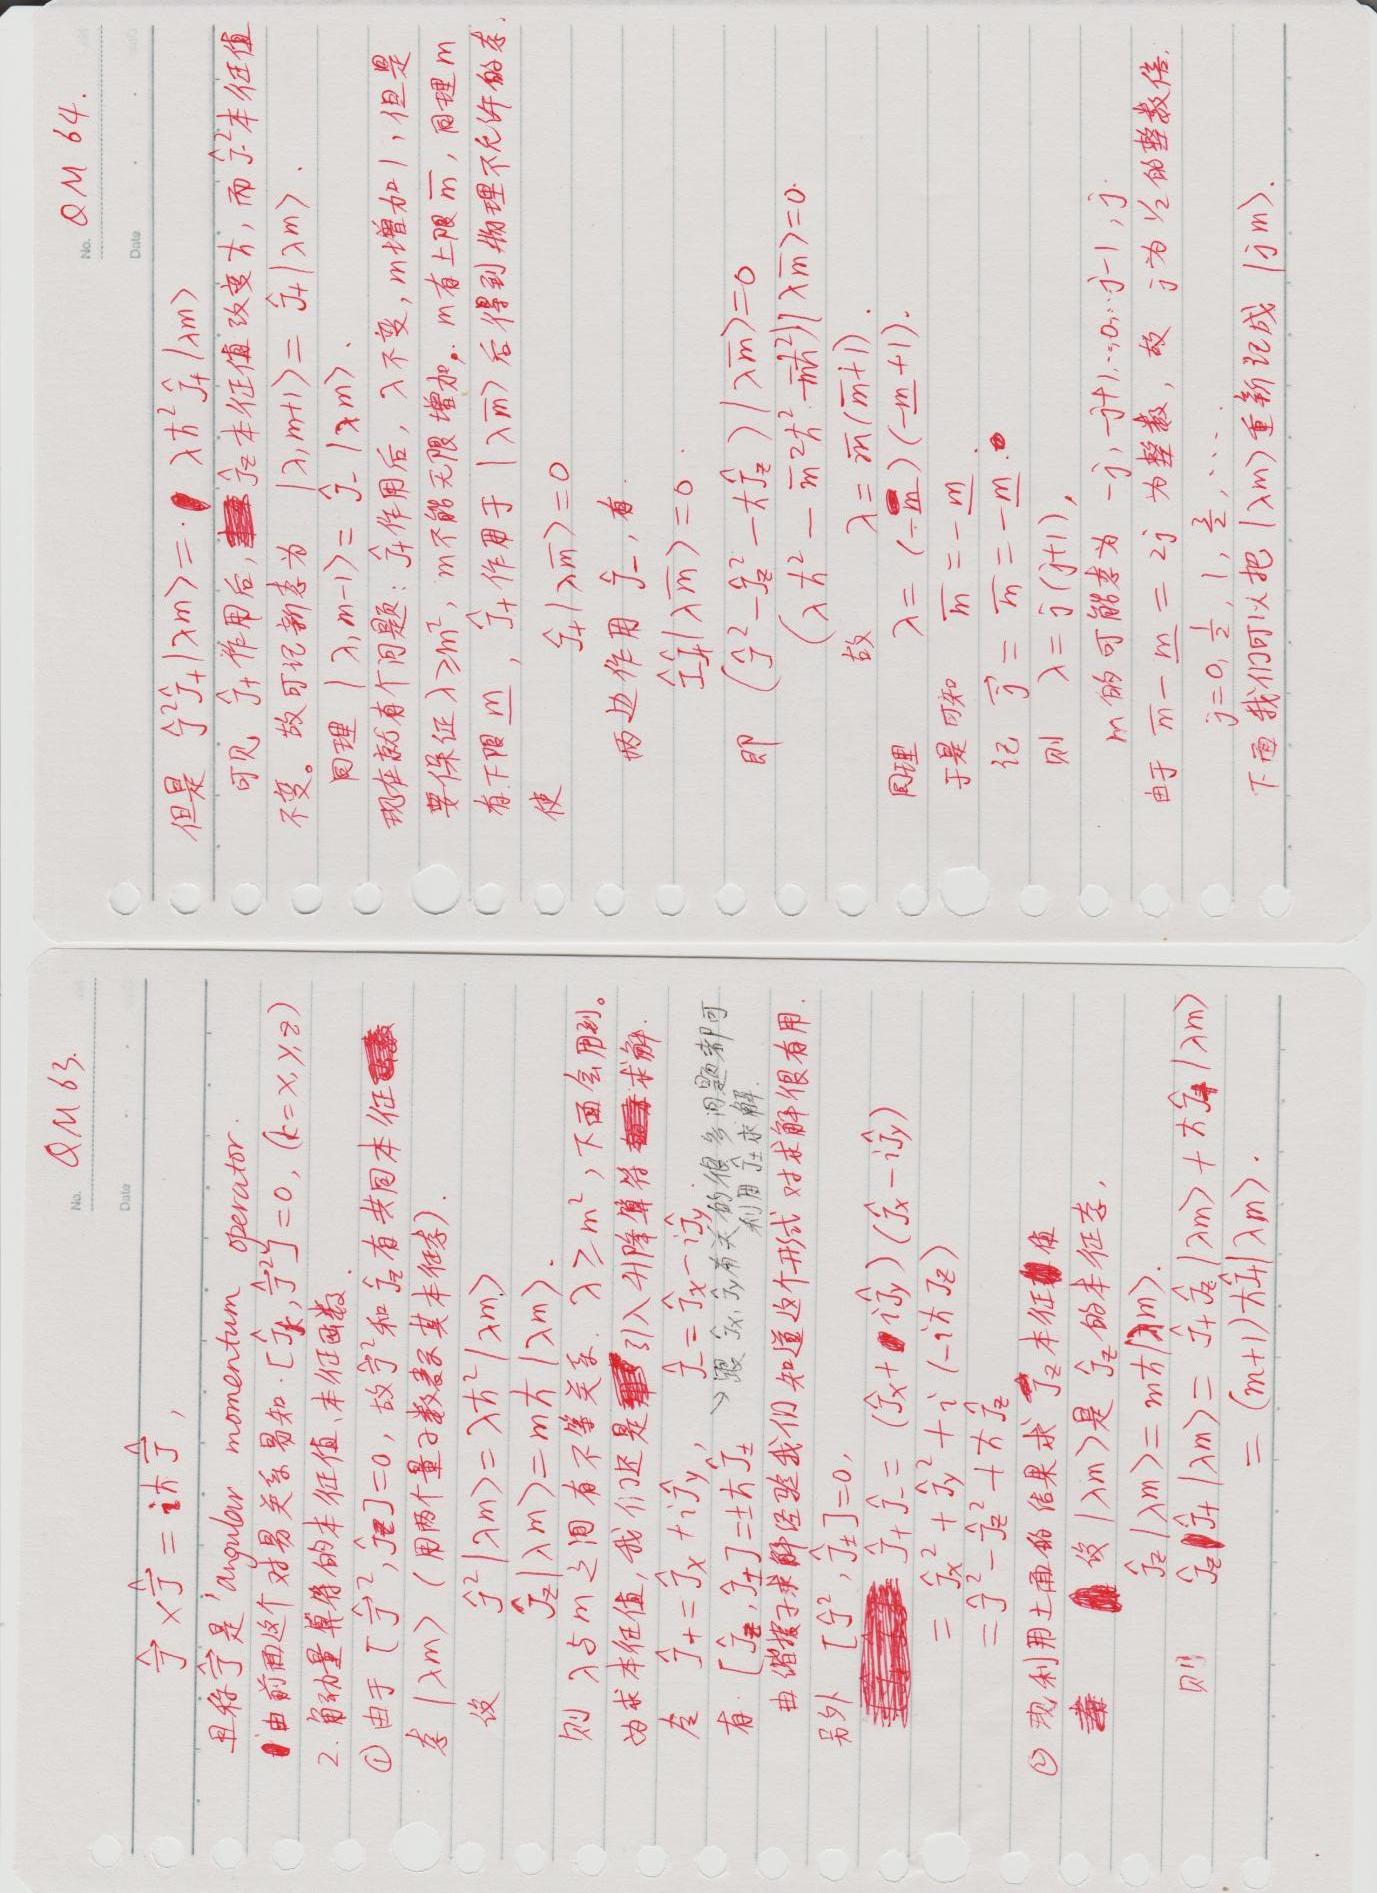 No. QM 63.
Date
$\hat{\vec{J}} \times \hat{\vec{J}} = i\hbar \hat{\vec{J}}$,
且称 $\hat{\vec{J}}$ 是 angular momentum operator.
由前面这个对易关系易知. $[\hat{J}_k, \hat{\vec{J}}^2] = 0$, (k=x,y,z)
2. 角动量算符的本征值、本征函数.
① 由于 $[\hat{\vec{J}}^2, \hat{J}_z] = 0$, 故 $\hat{\vec{J}}^2$ 和 $\hat{J}_z$ 有共同本征
态 $|\lambda m\rangle$ (用两个量子数表示其本征态).
设 $\hat{J}^2|\lambda m\rangle = \lambda\hbar^2|\lambda m\rangle$
$\hat{J}_z|\lambda m\rangle = m\hbar|\lambda m\rangle$.
则 λ与m之间有不等关系. $\lambda \geq m^2$, 下面会用到。
为求本征值, 我们还是引入升降算符求解.
令 $\hat{J}_+ = \hat{J}_x + i\hat{J}_y$, $\hat{J}_- = \hat{J}_x - i\hat{J}_y$.
有. $[\hat{J}_z, \hat{J}_\pm] = \pm\hbar\hat{J}_\pm$
→ 跟 $\hat{J}_x, \hat{J}_y$ 有关的很多问题都可
利用 $\hat{J}_\pm$ 求解.
由谐振子求解经验我们知道这个形式对求解很有用.
另外 $[\hat{J}^2, \hat{J}_\pm] = 0$,
$\hat{J}_+\hat{J}_- = (\hat{J}_x + i\hat{J}_y)(\hat{J}_x - i\hat{J}_y)$
$= \hat{J}_x^2 + \hat{J}_y^2 + i(-i\hbar J_z)$
$= \hat{J}^2 - \hat{J}_z^2 + \hbar\hat{J}_z$
② 现利用上面的结果求 $\hat{J}_z$ 本征值
设 $|\lambda m\rangle$ 是 $\hat{J}_z$ 的本征态,
$\hat{J}_z|\lambda m\rangle = m\hbar|\lambda m\rangle$.
则 $\hat{J}_z\hat{J}_+|\lambda m\rangle = \hat{J}_+\hat{J}_z|\lambda m\rangle + \hbar\hat{J}_+|\lambda m\rangle$
$= (m+1)\hbar\hat{J}_+|\lambda m\rangle$.
No. QM 64.
Date
但是 $\hat{J}^2\hat{J}_+|\lambda m\rangle = \lambda\hbar^2\hat{J}_+|\lambda m\rangle$
可见 $\hat{J}_+$ 作用后, $\hat{J}_z$ 本征值改变 $\hbar$, 而 $\hat{J}^2$ 本征值
不变。故可记新态为 $|\lambda, m+1\rangle = \hat{J}_+|\lambda m\rangle$.
同理 $|\lambda, m-1\rangle = \hat{J}_-|\lambda m\rangle$.
现在就有个问题: $\hat{J}_+$ 作用后, λ不变, m增加1, 但是
要保证 $\lambda \geq m^2$, m不能无限增加. m有上限 $\overline{m}$, 同理 m
有下限 $\underline{m}$, $\hat{J}_+$ 作用于 $|\lambda\overline{m}\rangle$ 后得到物理不允许的态.
使 $\hat{J}_+|\lambda\overline{m}\rangle = 0$
两边作用 $\hat{J}_-$, 有.
$\hat{J}_-\hat{J}_+|\lambda\overline{m}\rangle = 0$.
即 $(\hat{J}^2 - \hat{J}_z^2 - \hbar\hat{J}_z)|\lambda\overline{m}\rangle = 0$
$(\lambda\hbar^2 - \overline{m}^2\hbar^2 - \overline{m}\hbar^2)|\lambda\overline{m}\rangle = 0$.
故 $\lambda = \overline{m}(\overline{m}+1)$.
同理 $\lambda = (-\underline{m})(-\underline{m}+1)$.
于是可知 $\overline{m} = -\underline{m}$.
记 $\vec{j} = \overline{m} = -\underline{m}$.
则 $\lambda = j(j+1)$,
m的可能态为 $-j, -j+1, \ldots, 0, \ldots j-1, j$.
由于 $\overline{m} - \underline{m} = 2j$ 为整数, 故 j为 1/2 的整数倍.
$j = 0, \frac{1}{2}, 1, \frac{3}{2}, \cdots$.
下面我们可以把 $|\lambda m\rangle$ 重新记成 $|jm\rangle$.